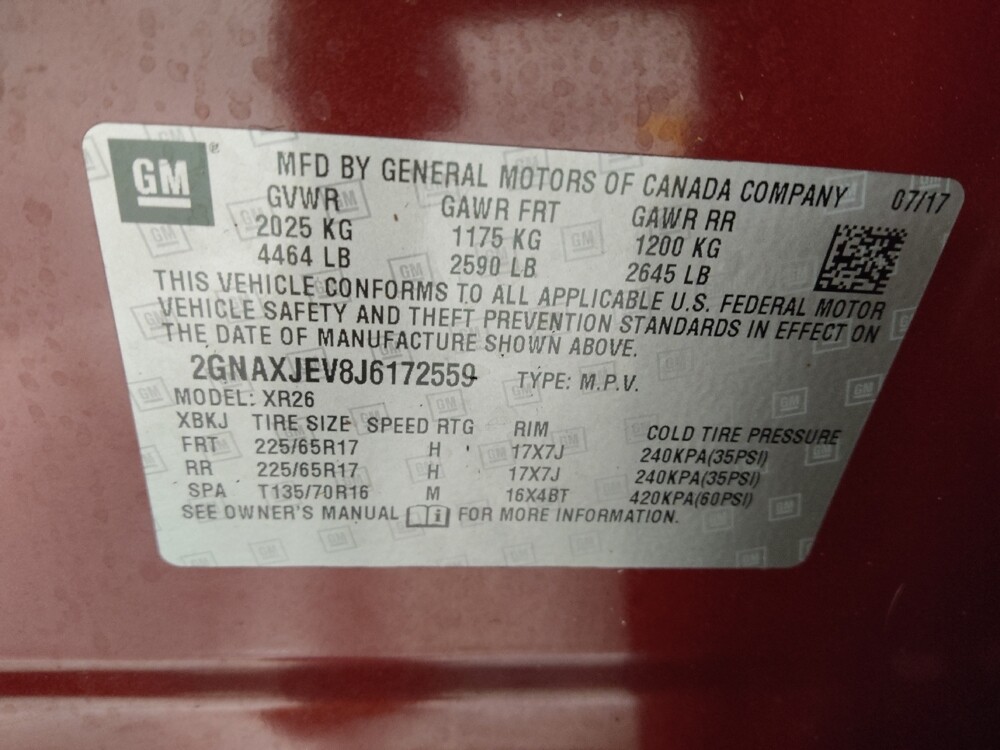 GM®
MFD BY GENERAL MOTORS OF CANADA COMPANY 07/17
GVWR GAWR FRT GAWR RR
2025 KG 1175 KG 1200 KG
4464 LB 2590 LB 2645 LB
THIS VEHICLE CONFORMS TO ALL APPLICABLE U.S. FEDERAL MOTOR
VEHICLE SAFETY AND THEFT PREVENTION STANDARDS IN EFFECT ON
THE DATE OF MANUFACTURE SHOWN ABOVE.
2GNAXJEV8J6172559 TYPE: M.P.V.
MODEL: XR26
XBKJ TIRE SIZE SPEED RTG RIM COLD TIRE PRESSURE
FRT 225/65R17 H 17X7J 240KPA(35PSI)
RR 225/65R17 H 17X7J 240KPA(35PSI)
SPA T135/70R16 M 16X4BT 420KPA(60PSI)
SEE OWNER'S MANUAL i FOR MORE INFORMATION.